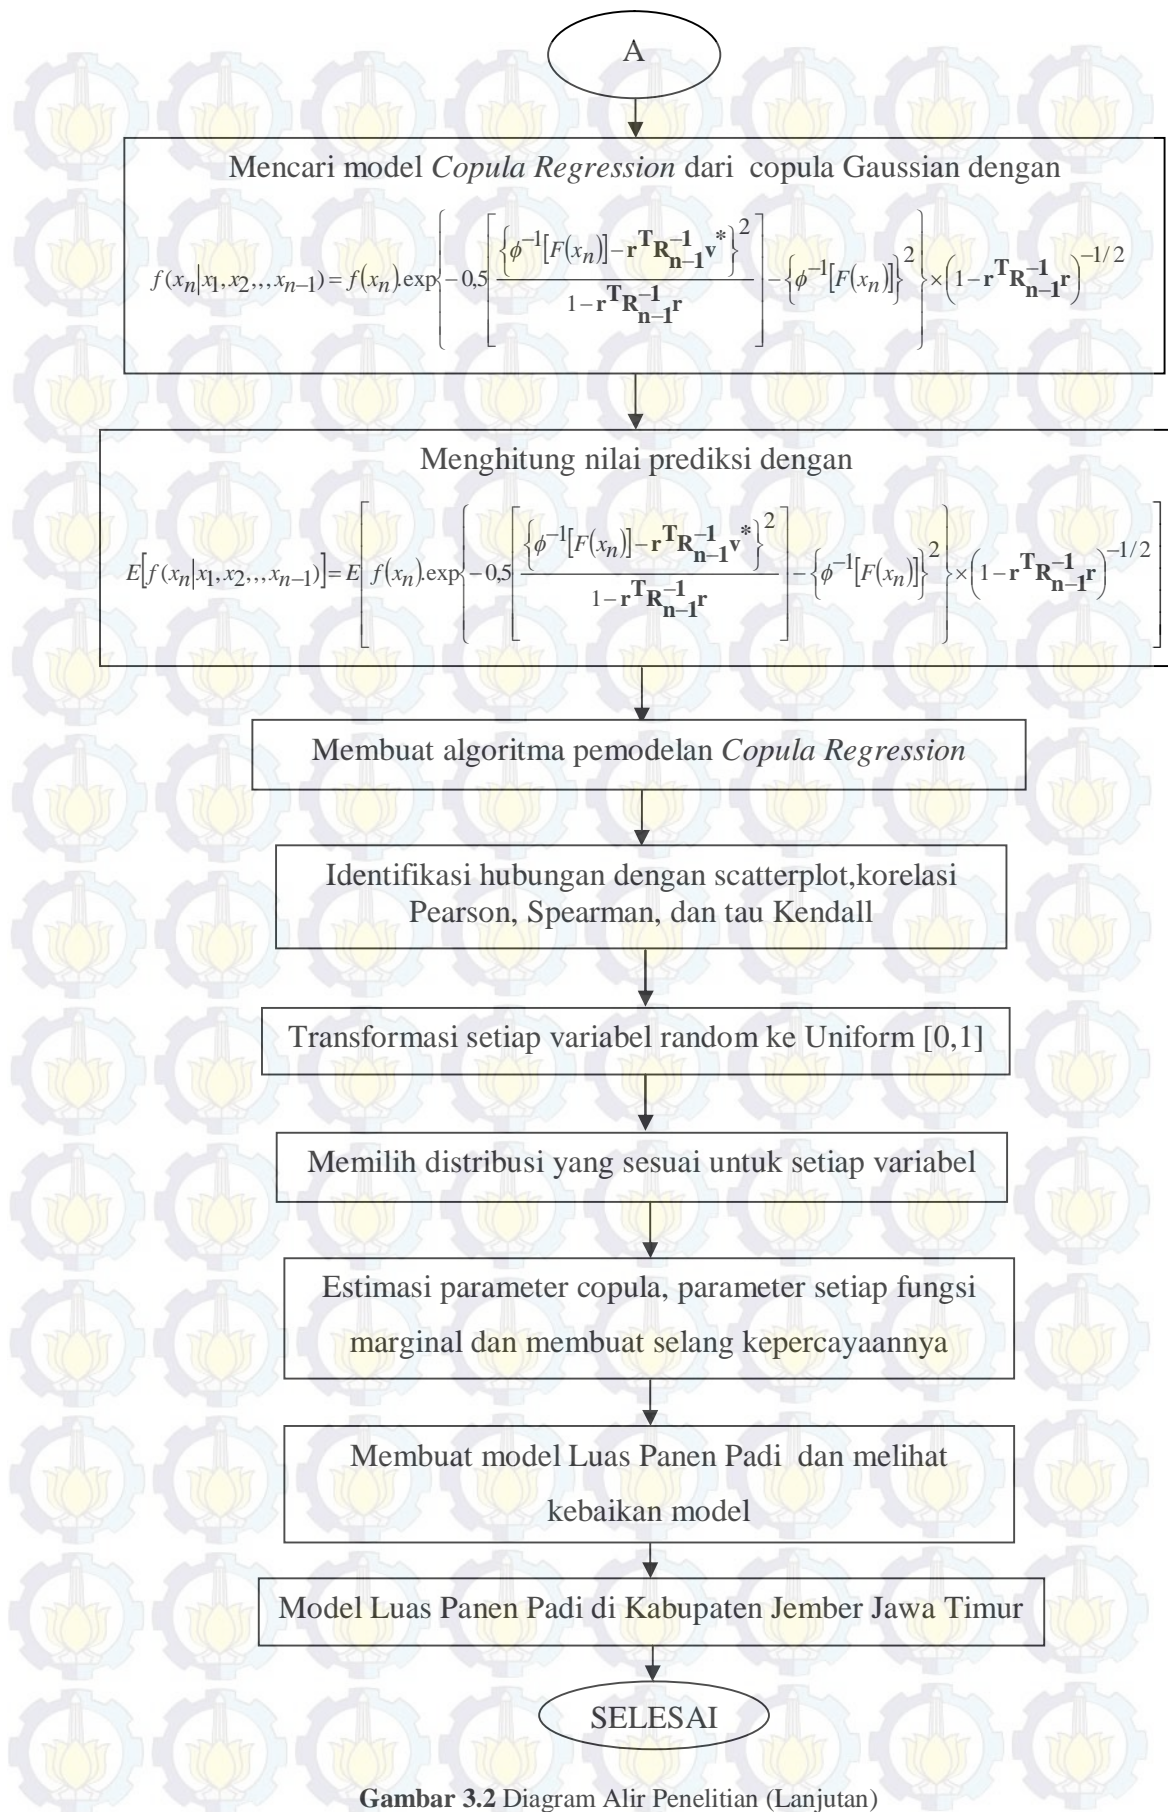 A
Mencari model Copula Regression dari copula Gaussian dengan
f(x_n|x_1,x_2,,,x_{n-1}) = f(x_n).exp{-0,5[{ϕ^{-1}[F(x_n)]-r^T R_{n-1}^{-1} v^*}^2 / (1-r^T R_{n-1}^{-1} r)] - {ϕ^{-1}[F(x_n)]}^2} × (1-r^T R_{n-1}^{-1} r)^{-1/2}
Menghitung nilai prediksi dengan
E[f(x_n|x_1,x_2,,,x_{n-1})] = E[f(x_n).exp{-0,5[{ϕ^{-1}[F(x_n)]-r^T R_{n-1}^{-1} v^*}^2 / (1-r^T R_{n-1}^{-1} r)] - {ϕ^{-1}[F(x_n)]}^2} × (1-r^T R_{n-1}^{-1} r)^{-1/2}]
Membuat algoritma pemodelan Copula Regression
Identifikasi hubungan dengan scatterplot,korelasi
Pearson, Spearman, dan tau Kendall
Transformasi setiap variabel random ke Uniform [0,1]
Memilih distribusi yang sesuai untuk setiap variabel
Estimasi parameter copula, parameter setiap fungsi
marginal dan membuat selang kepercayaannya
Membuat model Luas Panen Padi dan melihat
kebaikan model
Model Luas Panen Padi di Kabupaten Jember Jawa Timur
SELESAI
Gambar 3.2 Diagram Alir Penelitian (Lanjutan)